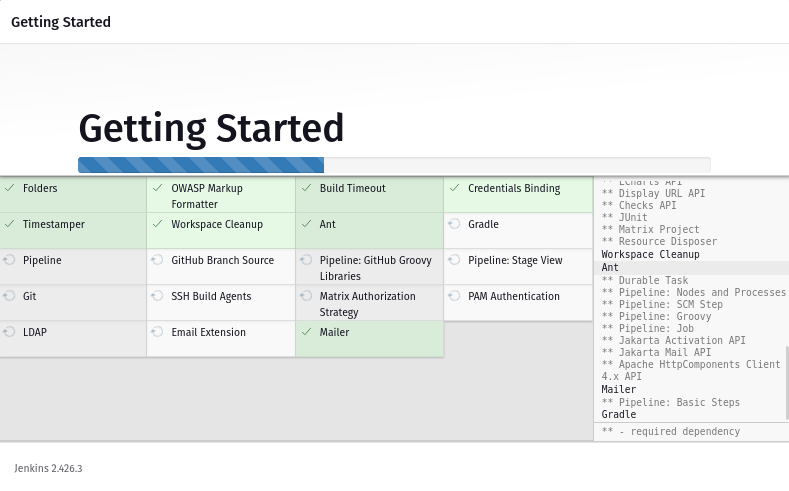 Getting Started
Getting Started
Folders
OWASP Markup
Formatter
Build Timeout
Credentials Binding
Timestamper
Workspace Cleanup
Ant
Gradle
Pipeline
GitHub Branch Source
Pipeline: GitHub Groovy
Libraries
Pipeline: Stage View
Git
SSH Build Agents
Matrix Authorization
Strategy
PAM Authentication
LDAP
Email Extension
Mailer
** ECharts API
** Display URL API
** Checks API
** JUnit
** Matrix Project
** Resource Disposer
Workspace Cleanup
Ant
** Durable Task
** Pipeline: Nodes and Processes
** Pipeline: SCM Step
** Pipeline: Groovy
** Pipeline: Job
** Jakarta Activation API
** Jakarta Mail API
** Apache HttpComponents Client
4.x API
Mailer
** Pipeline: Basic Steps
Gradle
** - required dependency
Jenkins 2.426.3